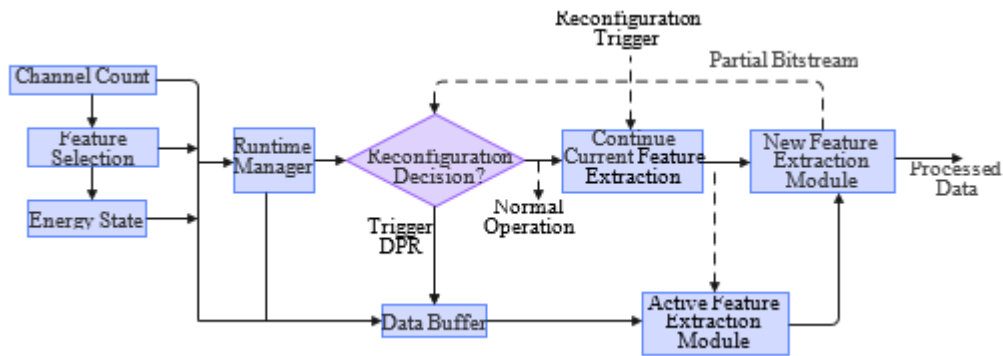 Reconfiguration
Trigger
Partial Bitstream
Channel Count
Feature
Selection
Energy State
Runtime
Manager
Reconfiguration
Decision?
Continue
Current Feature
Extraction
New Feature
Extraction
Module
Processed
Data
Normal
Operation
Trigger
DPR
Data Buffer
Active Feature
Extraction
Module